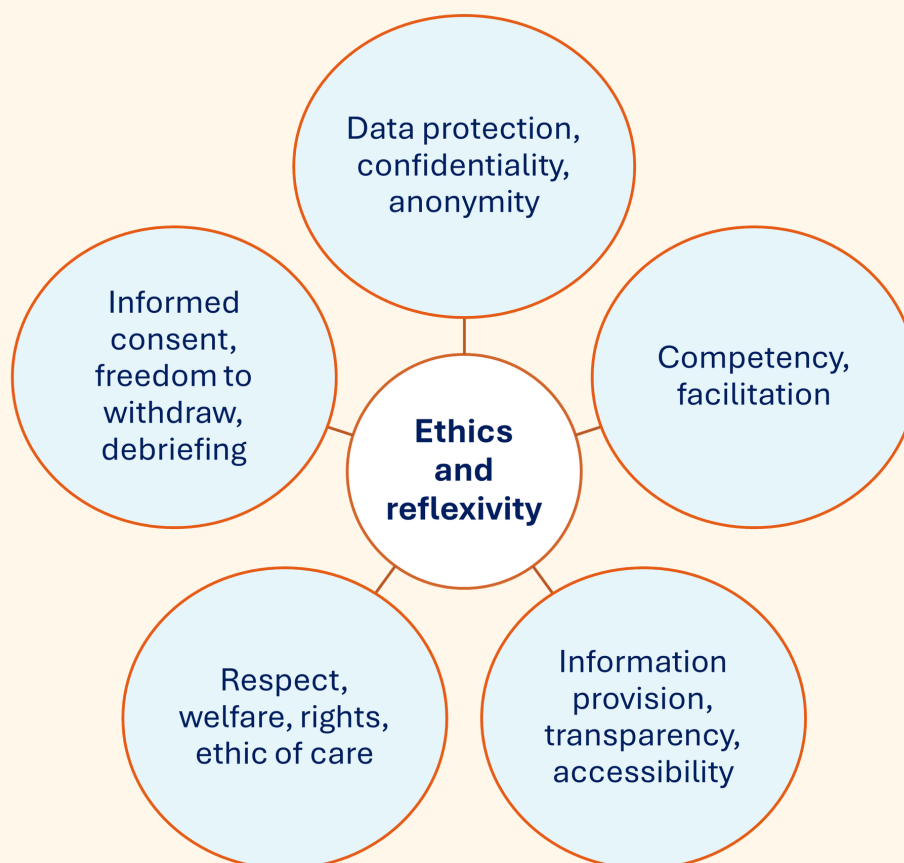 Data protection,
confidentiality,
anonymity
Informed
consent,
freedom to
withdraw,
debriefing
Competency,
facilitation
Ethics
and
reflexivity
Respect,
welfare, rights,
ethic of care
Information
provision,
transparency,
accessibility